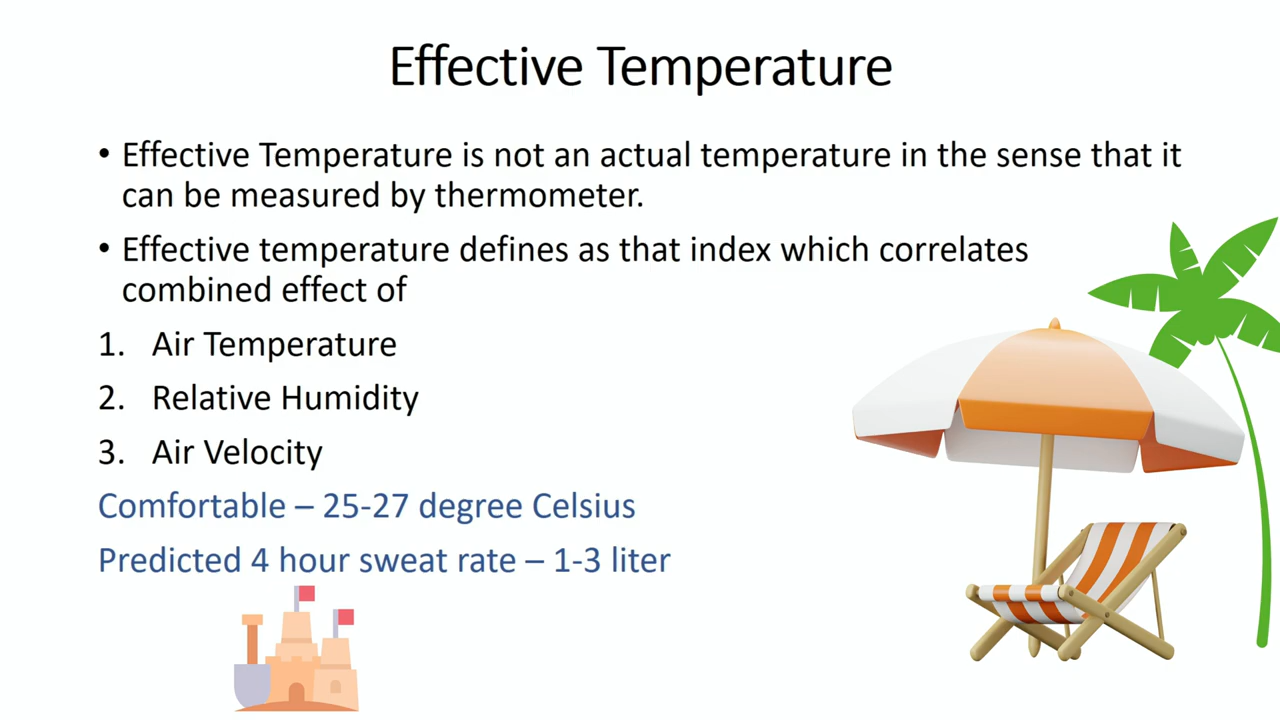 Effective Temperature
• Effective Temperature is not an actual temperature in the sense that it
can be measured by thermometer.
• Effective temperature defines as that index which correlates
combined effect of
1. Air Temperature
2. Relative Humidity
3. Air Velocity
Comfortable – 25-27 degree Celsius
Predicted 4 hour sweat rate – 1-3 liter